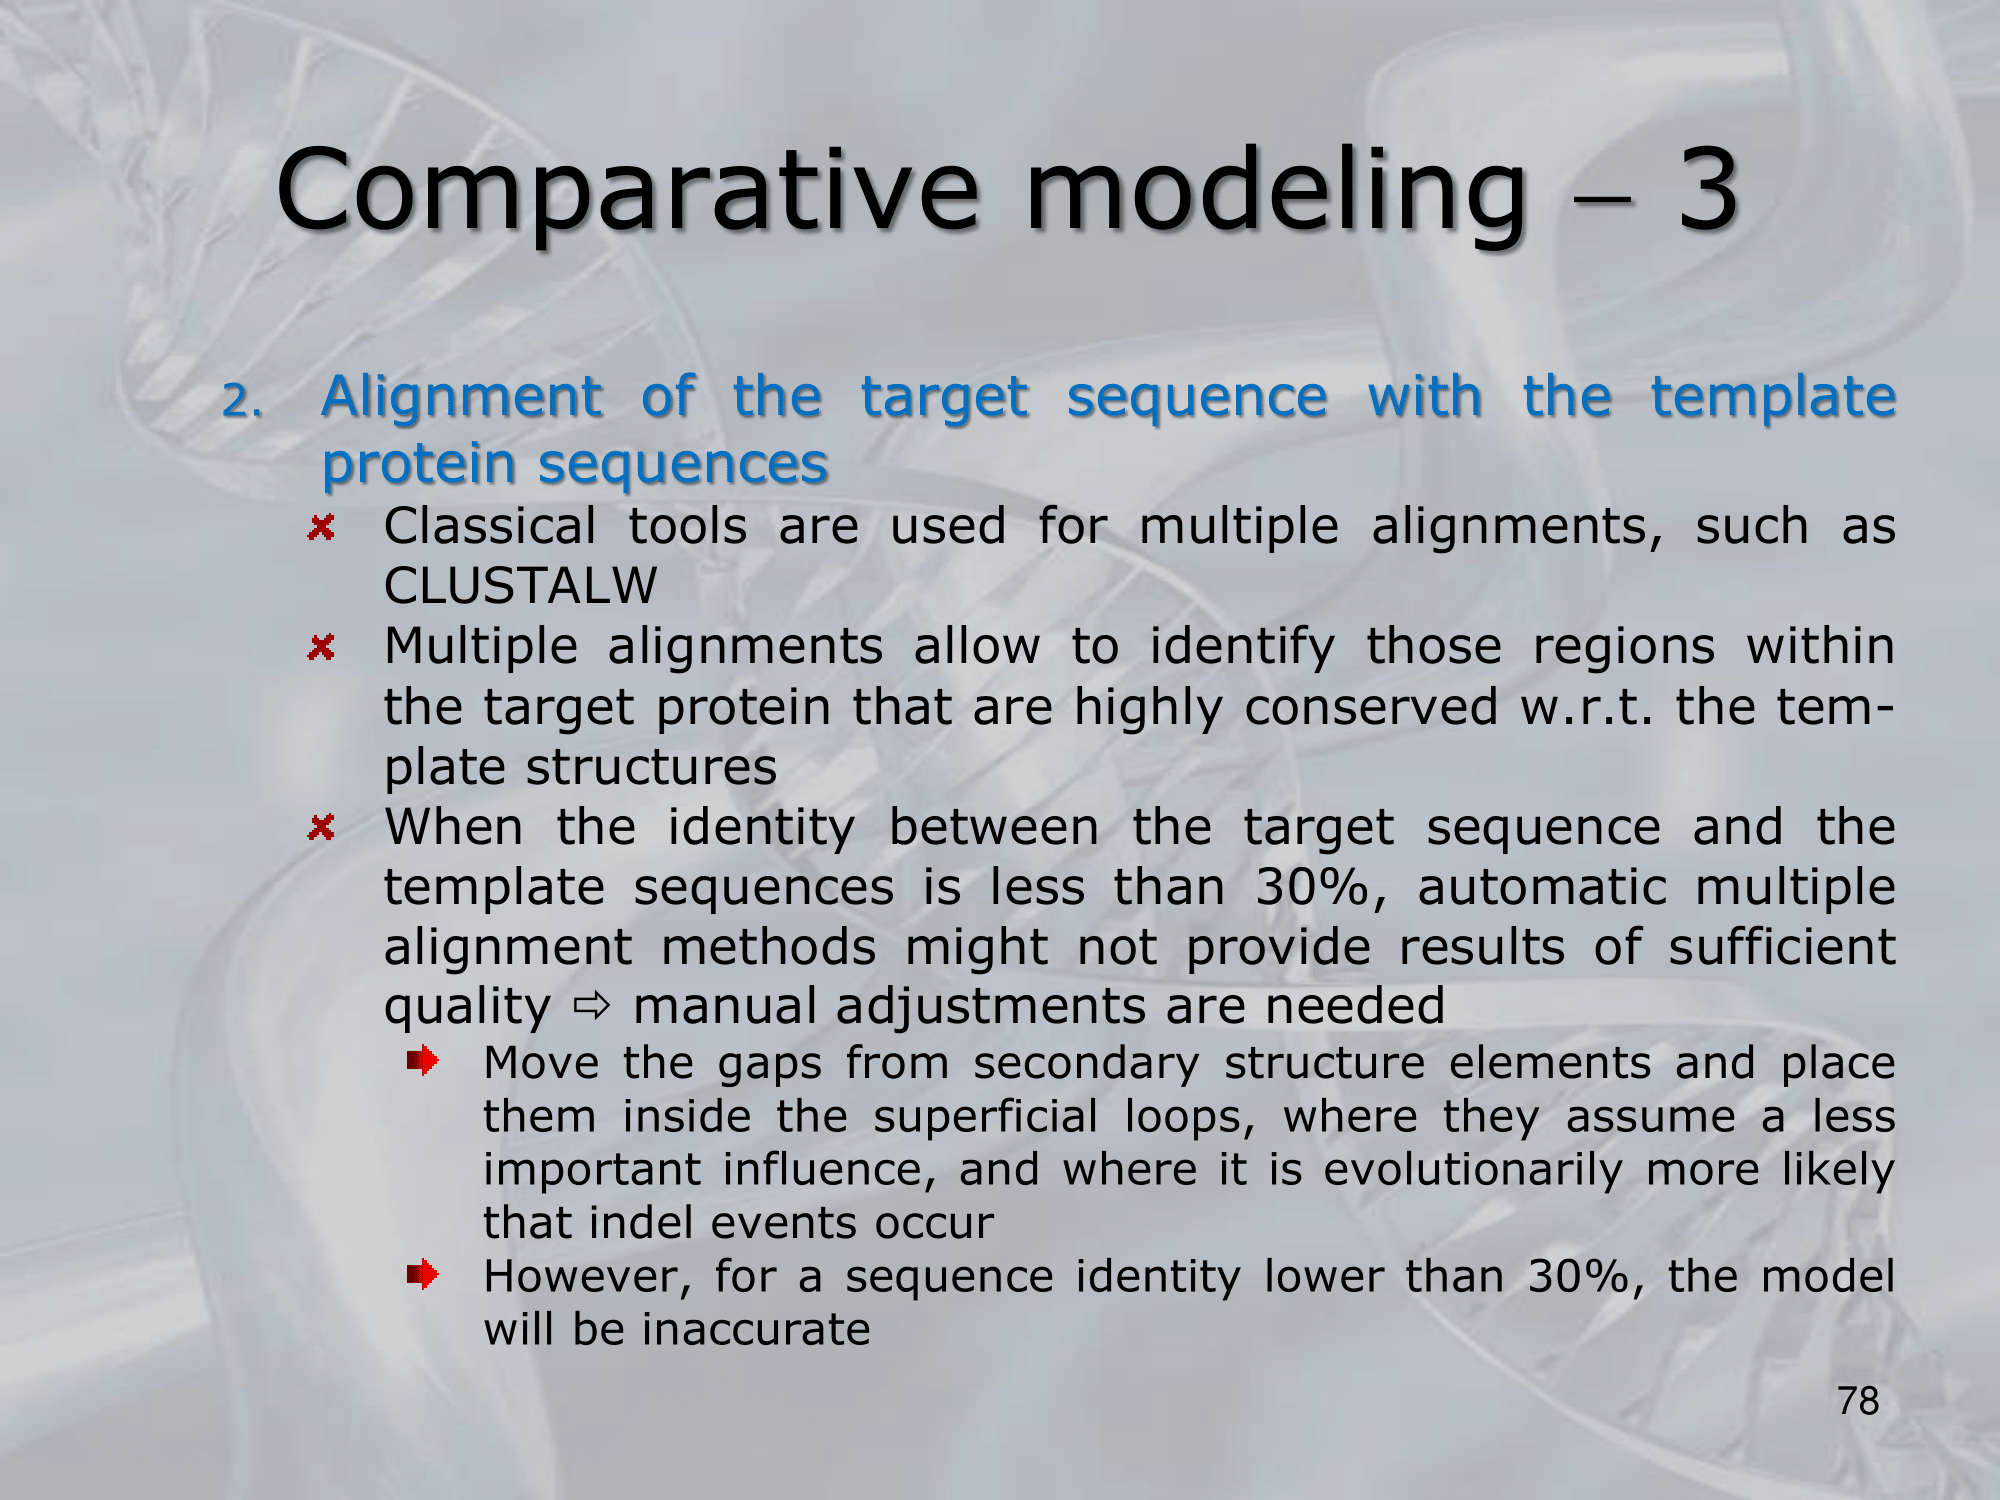 Comparative modeling – 3
2. Alignment of the target sequence with the template
protein sequences
Classical tools are used for multiple alignments, such as
CLUSTALW
Multiple alignments allow to identify those regions within
the target protein that are highly conserved w.r.t. the tem-
plate structures
When the identity between the target sequence and the
template sequences is less than 30%, automatic multiple
alignment methods might not provide results of sufficient
quality ⇨ manual adjustments are needed
Move the gaps from secondary structure elements and place
them inside the superficial loops, where they assume a less
important influence, and where it is evolutionarily more likely
that indel events occur
However, for a sequence identity lower than 30%, the model
will be inaccurate
78